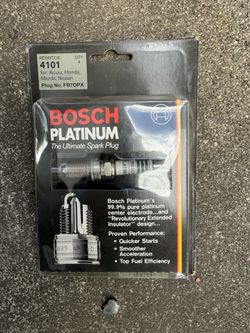 RESISTOR QTY
4101 4
for: Acura, Honda,
Mazda, Nissan
Plug No. FR7DPX
BOSCH
PLATINUM
The Ultimate Spark Plug
Bosch Platinum's
99.9% pure platinum
center electrode...and
"Revolutionary Extended
Insulator" design...
Proven Performance:
• Quicker Starts
• Smoother
Acceleration
• Top Fuel Efficiency